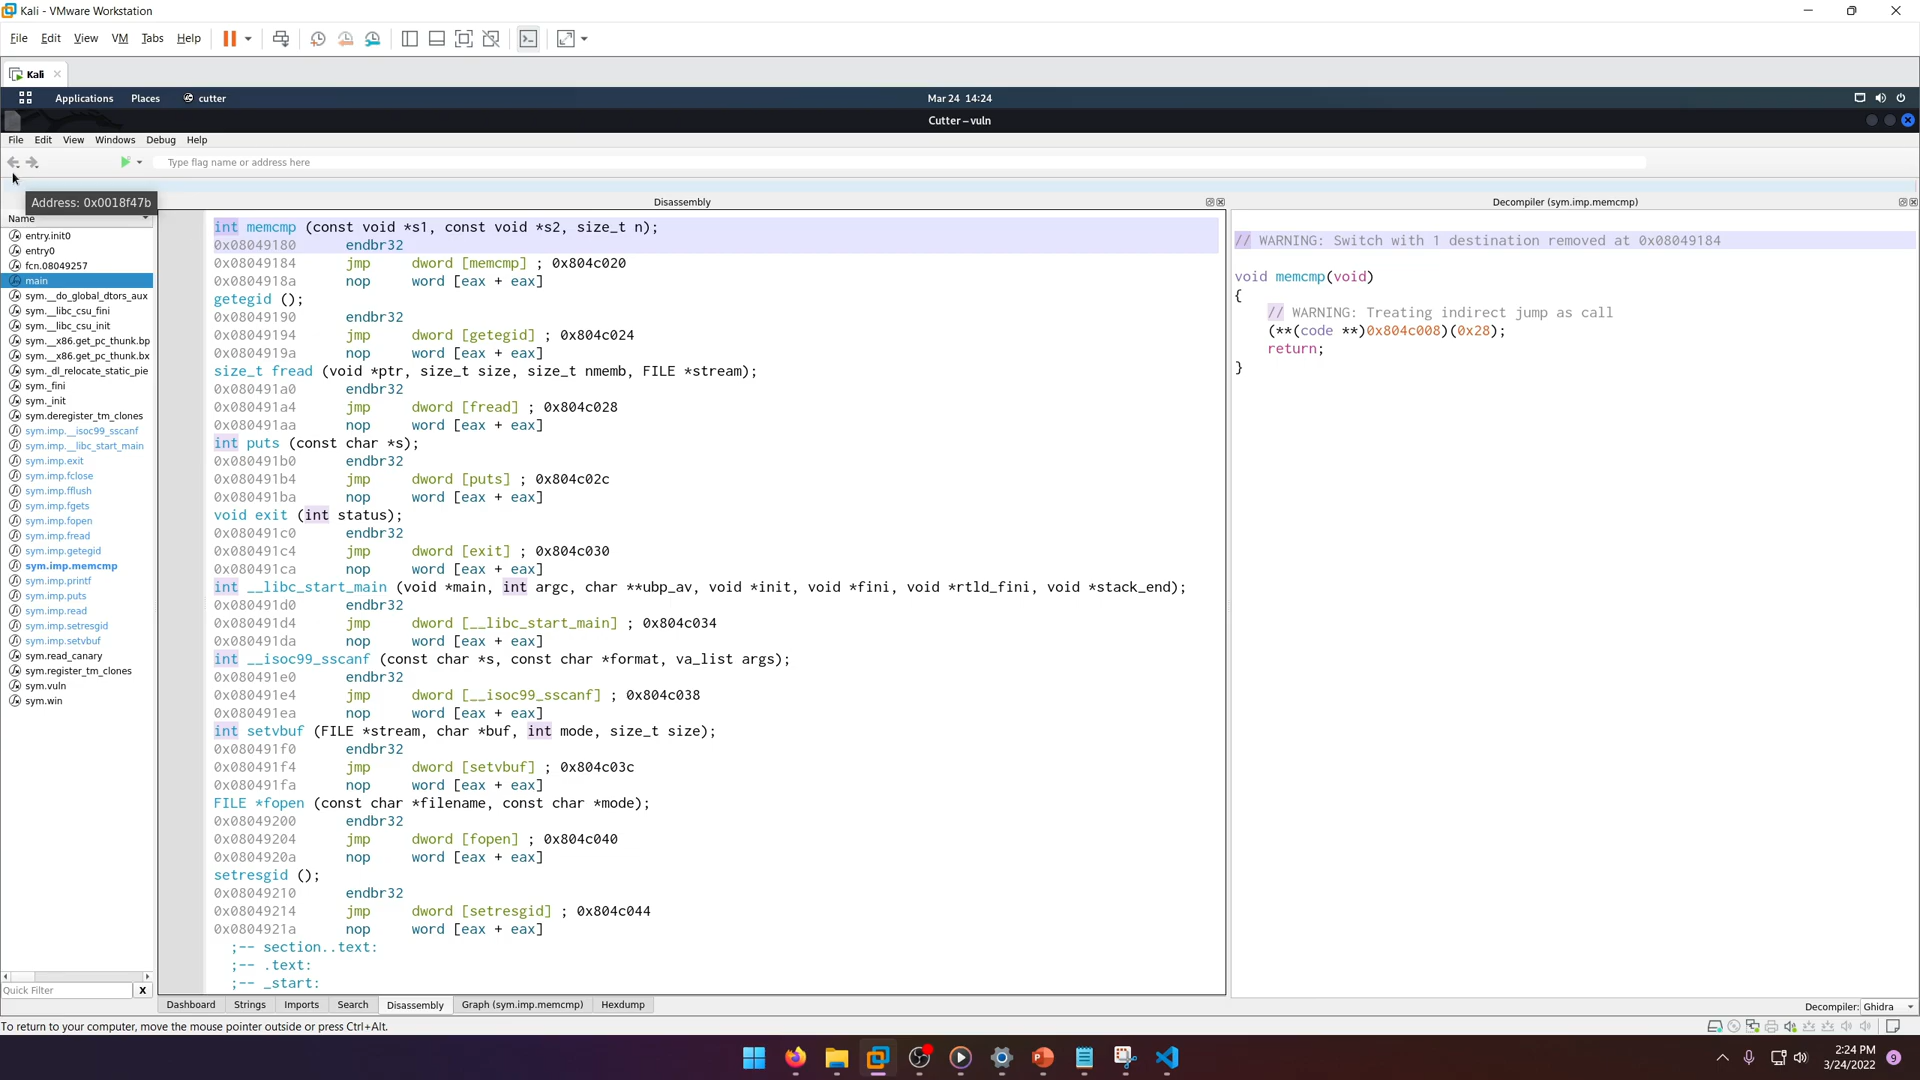 Kali - VMware Workstation
File Edit View VM Tabs Help
Kali
Applications Places cutter Mar 24 14:24
Cutter – vuln
File Edit View Windows Debug Help
Type flag name or address here
Address: 0x0018f47b
Name
entry.init0
entry0
fcn.08049257
main
sym.__do_global_dtors_aux
sym.__libc_csu_fini
sym.__libc_csu_init
sym.__x86.get_pc_thunk.bp
sym.__x86.get_pc_thunk.bx
sym._dl_relocate_static_pie
sym._fini
sym._init
sym.deregister_tm_clones
sym.imp.__isoc99_sscanf
sym.imp.__libc_start_main
sym.imp.exit
sym.imp.fclose
sym.imp.fflush
sym.imp.fgets
sym.imp.fopen
sym.imp.fread
sym.imp.getegid
sym.imp.memcmp
sym.imp.printf
sym.imp.puts
sym.imp.read
sym.imp.setresgid
sym.imp.setvbuf
sym.read_canary
sym.register_tm_clones
sym.vuln
sym.win
Quick Filter X
Disassembly
int memcmp (const void *s1, const void *s2, size_t n);
0x08049180 endbr32
0x08049184 jmp dword [memcmp] ; 0x804c020
0x0804918a nop word [eax + eax]
getegid ();
0x08049190 endbr32
0x08049194 jmp dword [getegid] ; 0x804c024
0x0804919a nop word [eax + eax]
size_t fread (void *ptr, size_t size, size_t nmemb, FILE *stream);
0x080491a0 endbr32
0x080491a4 jmp dword [fread] ; 0x804c028
0x080491aa nop word [eax + eax]
int puts (const char *s);
0x080491b0 endbr32
0x080491b4 jmp dword [puts] ; 0x804c02c
0x080491ba nop word [eax + eax]
void exit (int status);
0x080491c0 endbr32
0x080491c4 jmp dword [exit] ; 0x804c030
0x080491ca nop word [eax + eax]
int __libc_start_main (void *main, int argc, char **ubp_av, void *init, void *fini, void *rtld_fini, void *stack_end);
0x080491d0 endbr32
0x080491d4 jmp dword [__libc_start_main] ; 0x804c034
0x080491da nop word [eax + eax]
int __isoc99_sscanf (const char *s, const char *format, va_list args);
0x080491e0 endbr32
0x080491e4 jmp dword [__isoc99_sscanf] ; 0x804c038
0x080491ea nop word [eax + eax]
int setvbuf (FILE *stream, char *buf, int mode, size_t size);
0x080491f0 endbr32
0x080491f4 jmp dword [setvbuf] ; 0x804c03c
0x080491fa nop word [eax + eax]
FILE *fopen (const char *filename, const char *mode);
0x08049200 endbr32
0x08049204 jmp dword [fopen] ; 0x804c040
0x0804920a nop word [eax + eax]
setresgid ();
0x08049210 endbr32
0x08049214 jmp dword [setresgid] ; 0x804c044
0x0804921a nop word [eax + eax]
;-- section..text:
;-- .text:
;-- _start:
Dashboard Strings Imports Search Disassembly Graph (sym.imp.memcmp) Hexdump
Decompiler (sym.imp.memcmp)
// WARNING: Switch with 1 destination removed at 0x08049184
void memcmp(void)
{
// WARNING: Treating indirect jump as call
(**(code **)0x804c008)(0x28);
return;
}
Decompiler: Ghidra
To return to your computer, move the mouse pointer outside or press Ctrl+Alt.
2:24 PM
3/24/2022
9